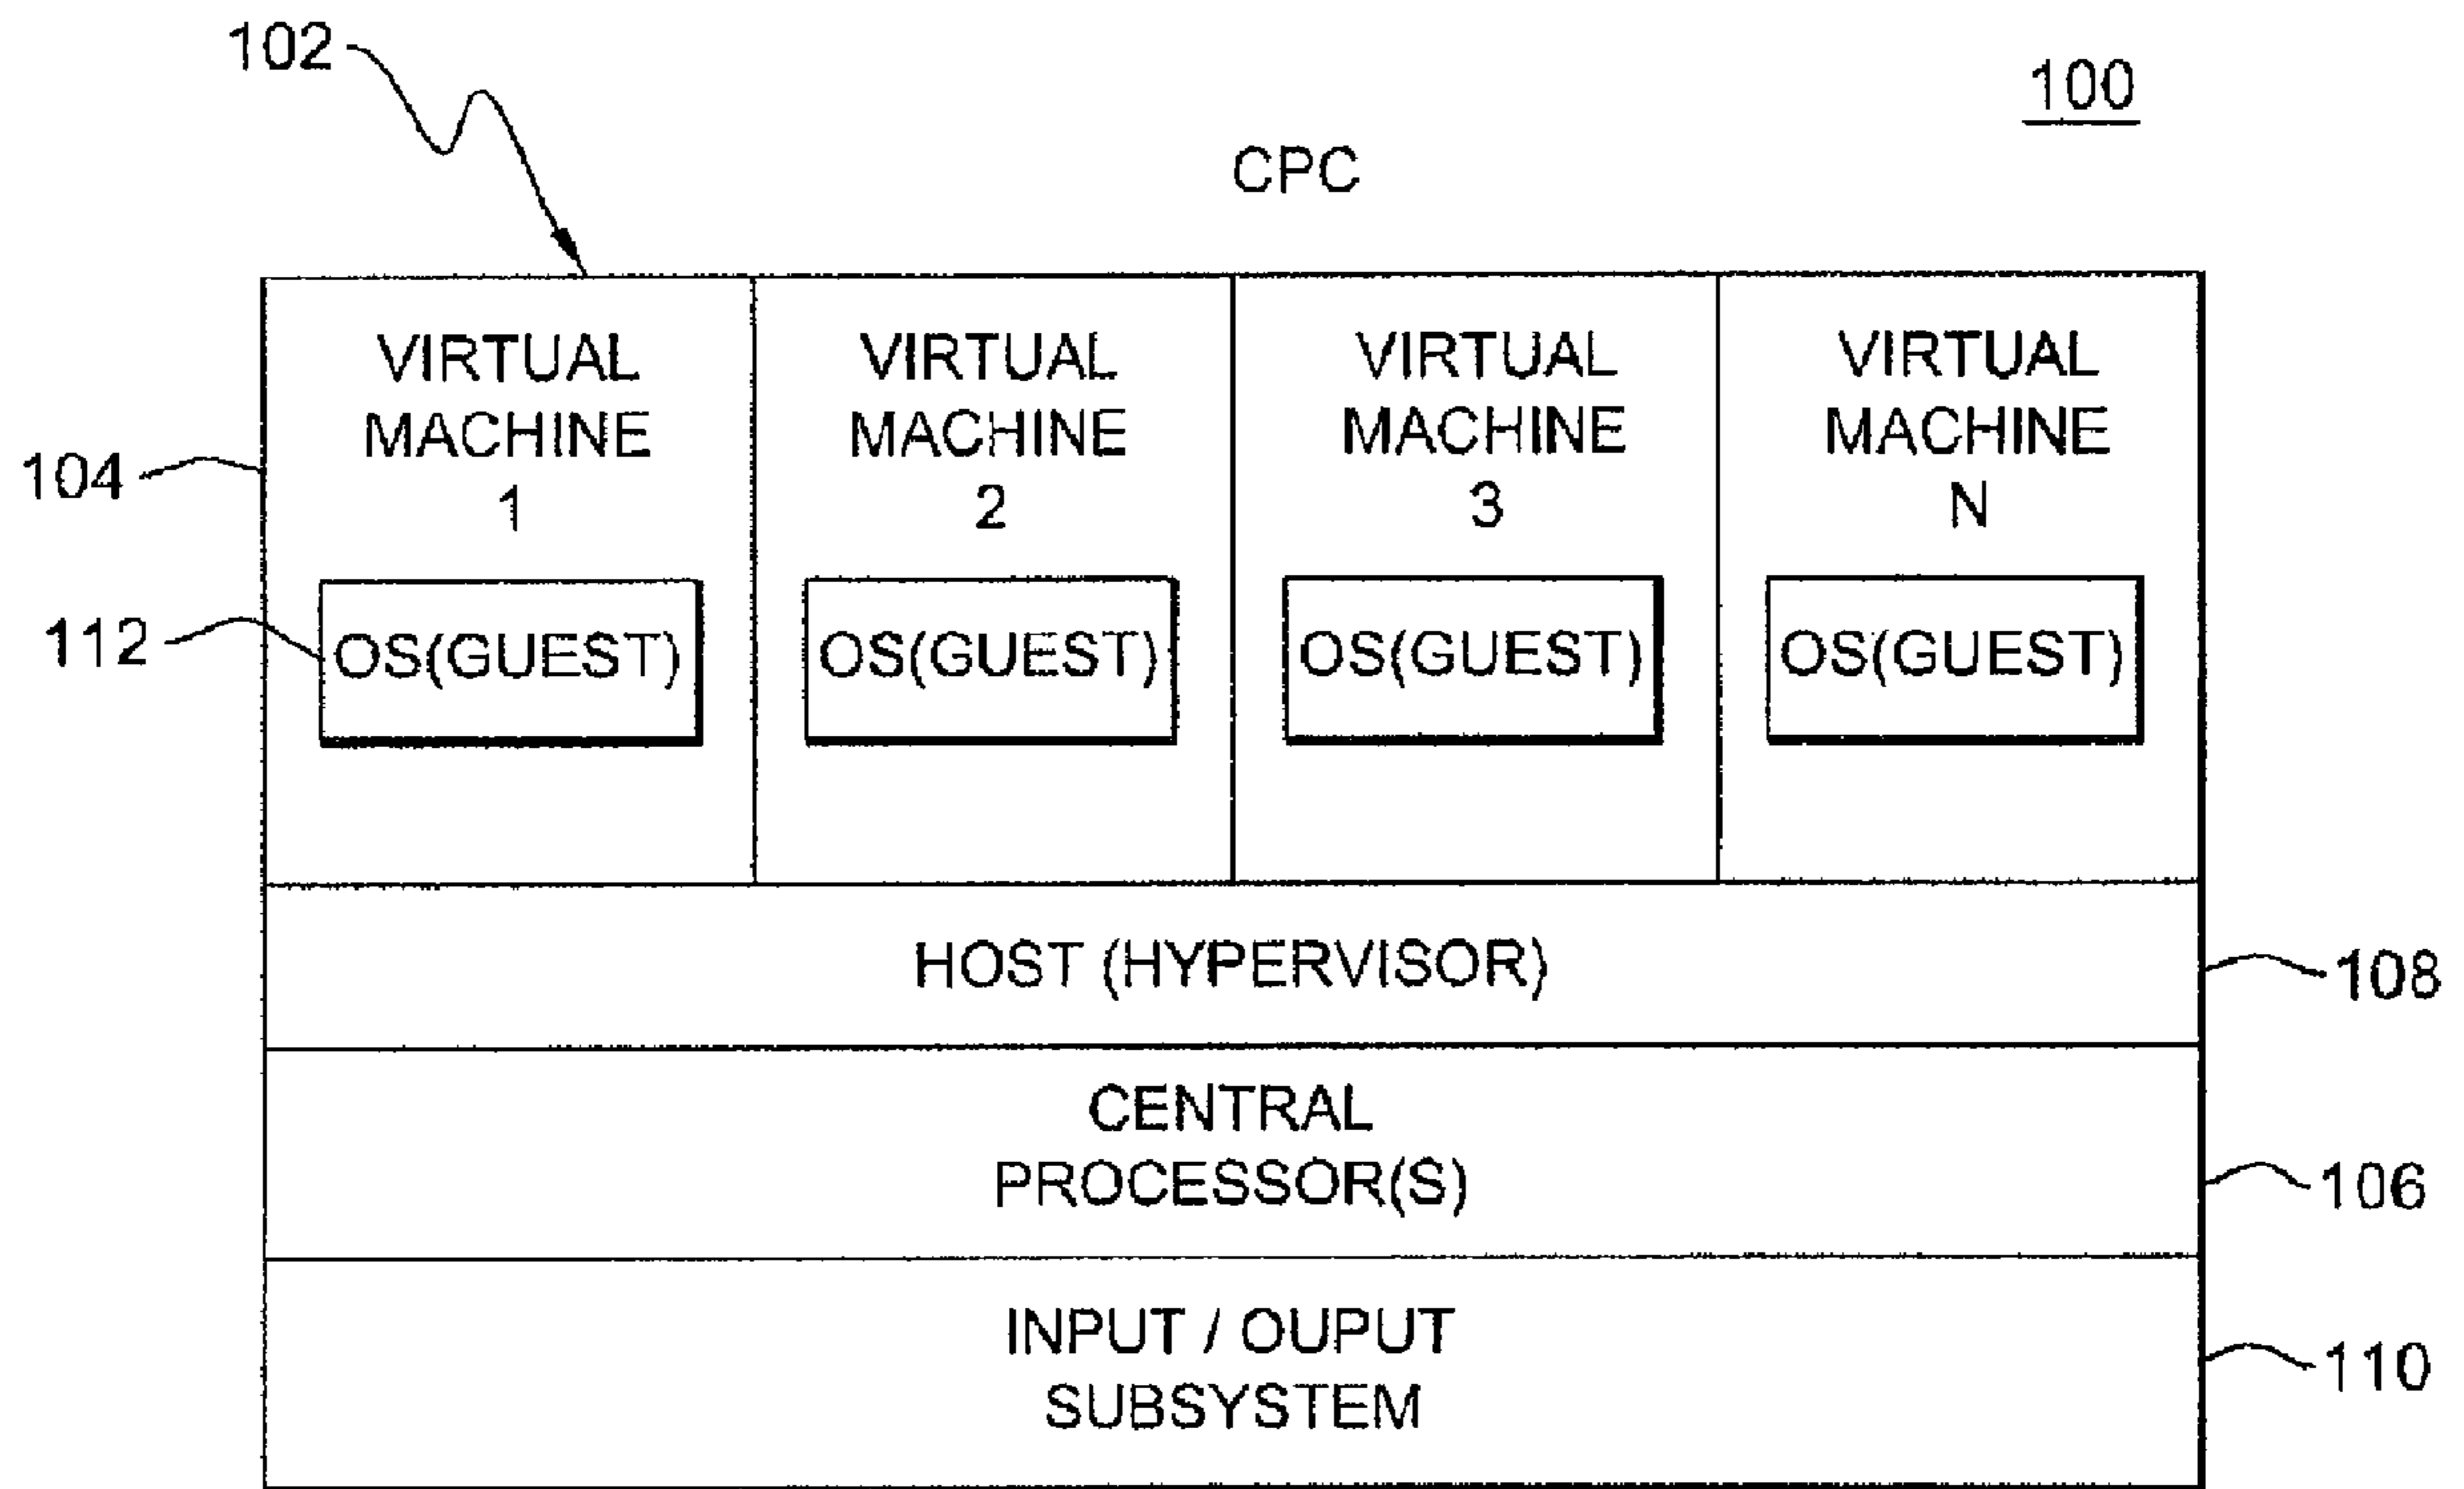 102
100
CPC
VIRTUAL MACHINE 1
VIRTUAL MACHINE 2
VIRTUAL MACHINE 3
VIRTUAL MACHINE N
104
112
OS(GUEST)
OS(GUEST)
OS(GUEST)
OS(GUEST)
HOST (HYPERVISOR)
108
CENTRAL
PROCESSOR(S)
106
INPUT / OUPUT
SUBSYSTEM
110